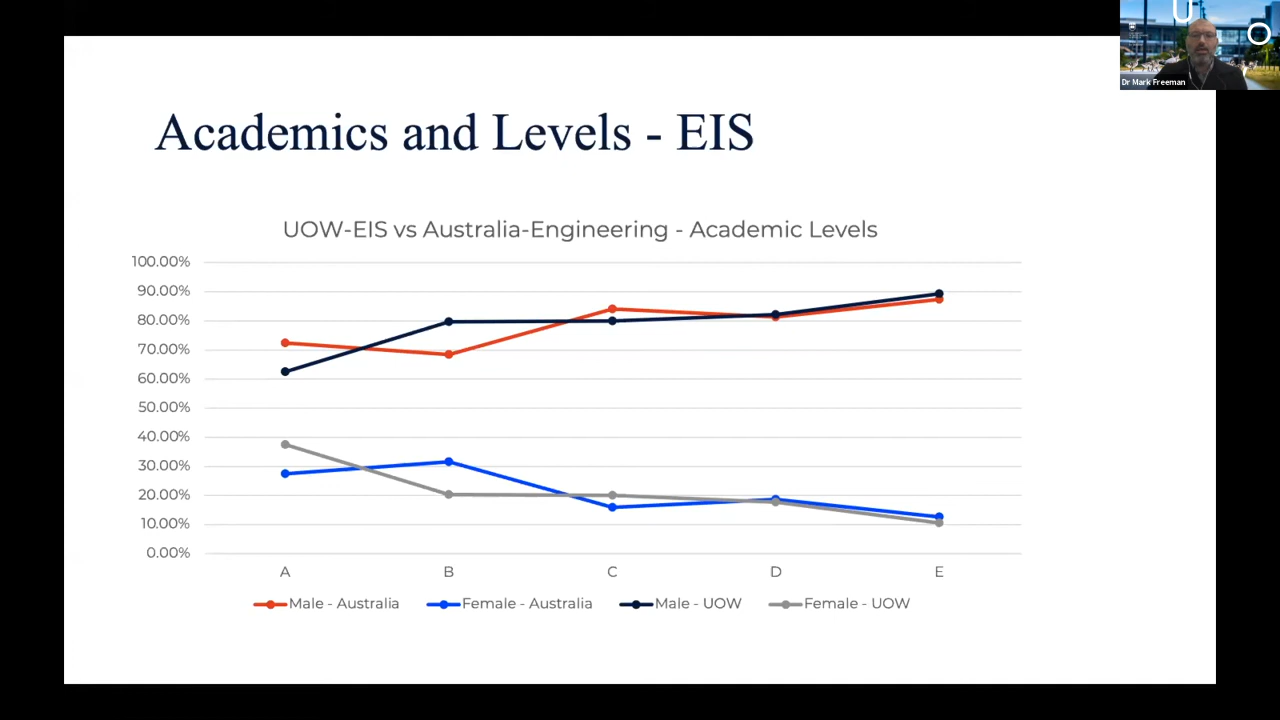 U
O
Dr Mark Freeman
Academics and Levels - EIS
UOW-EIS vs Australia-Engineering - Academic Levels
100.00%
90.00%
80.00%
70.00%
60.00%
50.00%
40.00%
30.00%
20.00%
10.00%
0.00%
A B C D E
Male - Australia Female - Australia Male - UOW Female - UOW